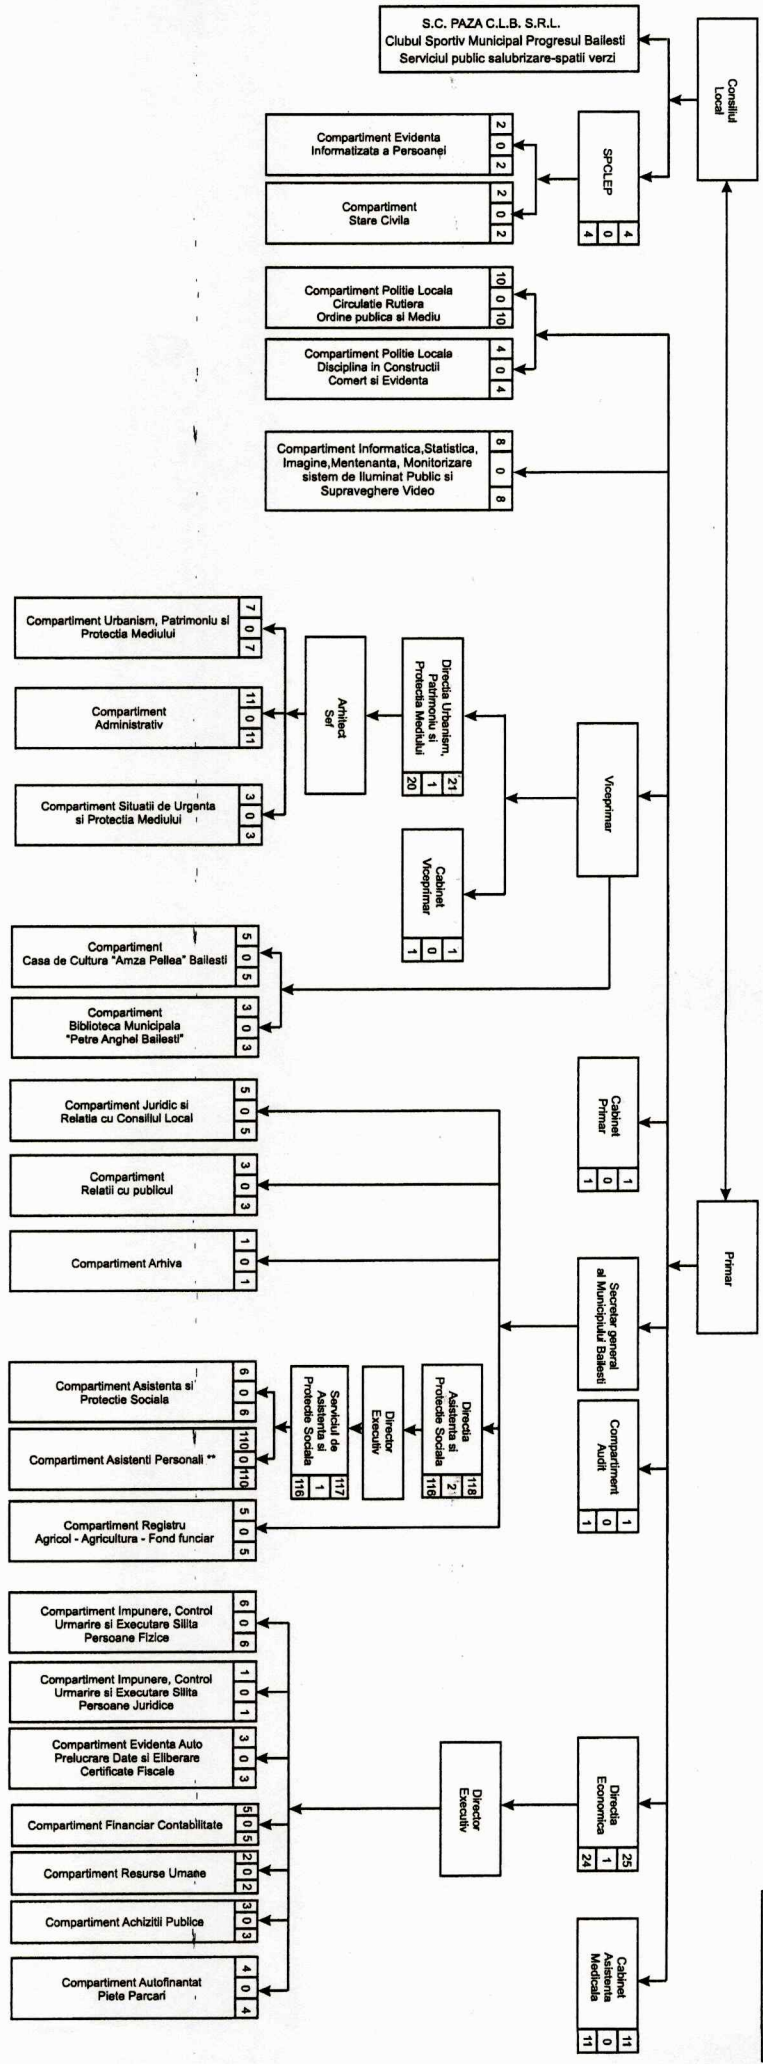 S.C. PAZA C.L.B. S.R.L.
Clubul Sportiv Municipal Progresul Bailesti
Serviciul public salubrizare-spatii verzi
Consiliul
Local
SPCLEP
4 0 4
Compartiment Evidenta
Informatizata a Persoanei
2 0 2
Compartiment
Stare Civila
2 0 2
Compartiment Politie Locala
Circulatie Rutiera
Ordine publica si Mediu
10 0 10
Compartiment Politie Locala
Disciplina in Constructii
Comert si Evidenta
4 0 4
Compartiment Informatica,Statistica,
Imagine,Mentenanta, Monitorizare
sistem de Iluminat Public si
Supraveghere Video
8 0 8
Viceprimar
Directia Urbanism,
Patrimoniu si
Protectia Mediului
21 1 20
Arhitect
Sef
Compartiment Urbanism, Patrimoniu si
Protectia Mediului
7 0 7
Compartiment
Administrativ
11 0 11
Compartiment Situatii de Urgenta
si Protectia Mediului
3 0 3
Cabinet
Viceprimar
1 0 1
Compartiment
Casa de Cultura "Amza Pellea" Bailesti
5 0 5
Compartiment
Biblioteca Municipala
"Petre Anghel Bailesti"
3 0 3
Primar
Cabinet
Primar
1 0 1
Secretar general
al Municipiului Bailesti
Compartiment Juridic si
Relatia cu Consiliul Local
5 0 5
Compartiment
Relatii cu publicul
3 0 3
Compartiment Arhiva
1 0 1
Directia
Asistenta si
Protectie Sociala
118 2 116
Director
Executiv
Serviciul de
Asistenta si
Protectie Sociala
117 1 116
Compartiment Asistenta si
Protectie Sociala
6 0 6
Compartiment Asistenti Personali **
110 0 110
Compartiment Registru
Agricol - Agricultura - Fond funciar
5 0 5
Compartiment
Audit
1 0 1
Directia
Economica
25 1 24
Director
Executiv
Compartiment Impunere, Control
Urmarire si Executare Silita
Persoane Fizice
6 0 6
Compartiment Impunere, Control
Urmarire si Executare Silita
Persoane Juridice
1 0 1
Compartiment Evidenta Auto
Prelucrare Date si Eliberare
Certificate Fiscale
3 0 3
Compartiment Financiar Contabilitate
5 0 5
Compartiment Resurse Umane
2 0 2
Compartiment Achizitii Publice
3 0 3
Compartiment Autofinantat
Piete Parcari
4 0 4
Cabinet
Asistenta
Medicala
11 0 11